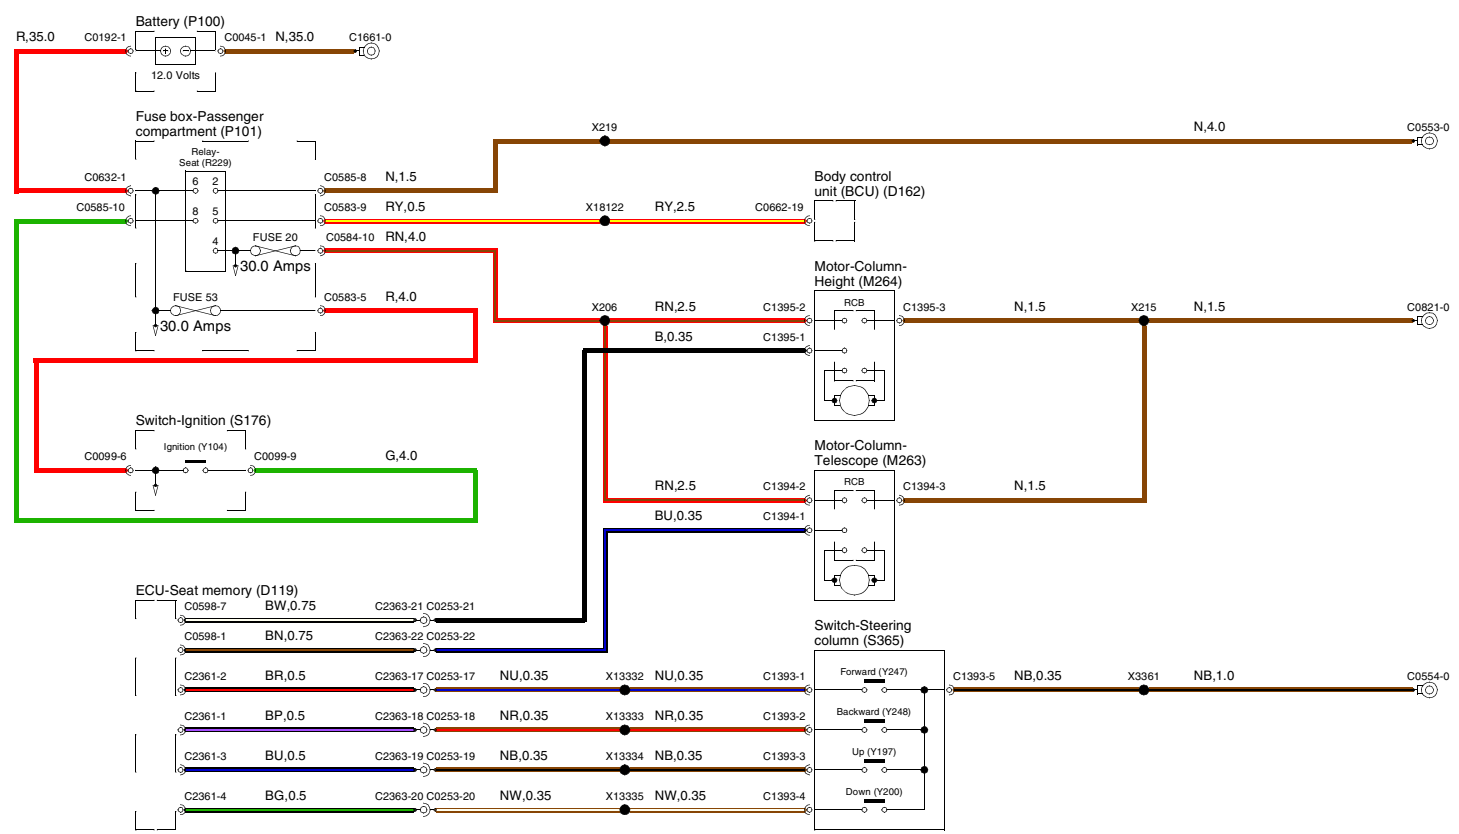 Battery (P100)
R,35.0 C0192-1 C0045-1 N,35.0 C1661-0
12.0 Volts
Fuse box-Passenger
compartment (P101)
X219 N,4.0 C0553-0
Relay-
Seat (R229)
C0632-1 6 2 C0585-8 N,1.5
Body control
unit (BCU) (D162)
C0585-10 8 5 C0583-9 RY,0.5 X18122 RY,2.5 C0662-19
4 FUSE 20 C0584-10 RN,4.0
30.0 Amps
Motor-Column-
Height (M264)
FUSE 53 C0583-5 R,4.0
30.0 Amps
X206 RN,2.5 C1395-2 RCB C1395-3 N,1.5 X215 N,1.5 C0821-0
B,0.35 C1395-1
Switch-Ignition (S176)
Ignition (Y104)
C0099-6 C0099-9 G,4.0
Motor-Column-
Telescope (M263)
RN,2.5 C1394-2 RCB C1394-3 N,1.5
BU,0.35 C1394-1
ECU-Seat memory (D119)
C0598-7 BW,0.75 C2363-21 C0253-21
Switch-Steering
column (S365)
C0598-1 BN,0.75 C2363-22 C0253-22
C2361-2 BR,0.5 C2363-17 C0253-17 NU,0.35 X13332 NU,0.35 C1393-1 Forward (Y247) C1393-5 NB,0.35 X3361 NB,1.0 C0554-0
C2361-1 BP,0.5 C2363-18 C0253-18 NR,0.35 X13333 NR,0.35 C1393-2 Backward (Y248)
C2361-3 BU,0.5 C2363-19 C0253-19 NB,0.35 X13334 NB,0.35 C1393-3 Up (Y197)
C2361-4 BG,0.5 C2363-20 C0253-20 NW,0.35 X13335 NW,0.35 C1393-4 Down (Y200)